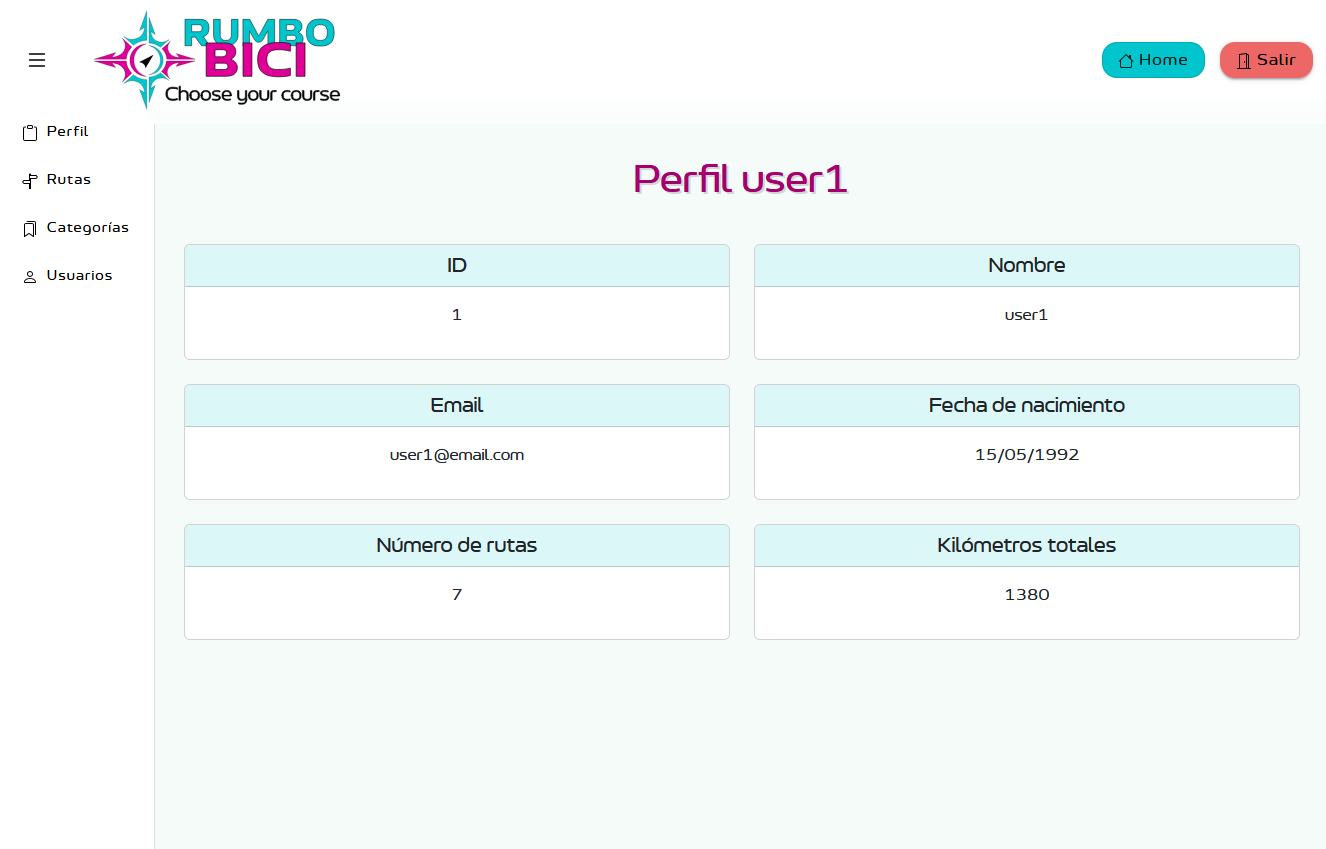 RUMBO
BICI
Choose your course
Home
Salir
Perfil
Rutas
Categorías
Usuarios
Perfil user1
ID
1
Nombre
user1
Email
user1@email.com
Fecha de nacimiento
15/05/1992
Número de rutas
7
Kilómetros totales
1380